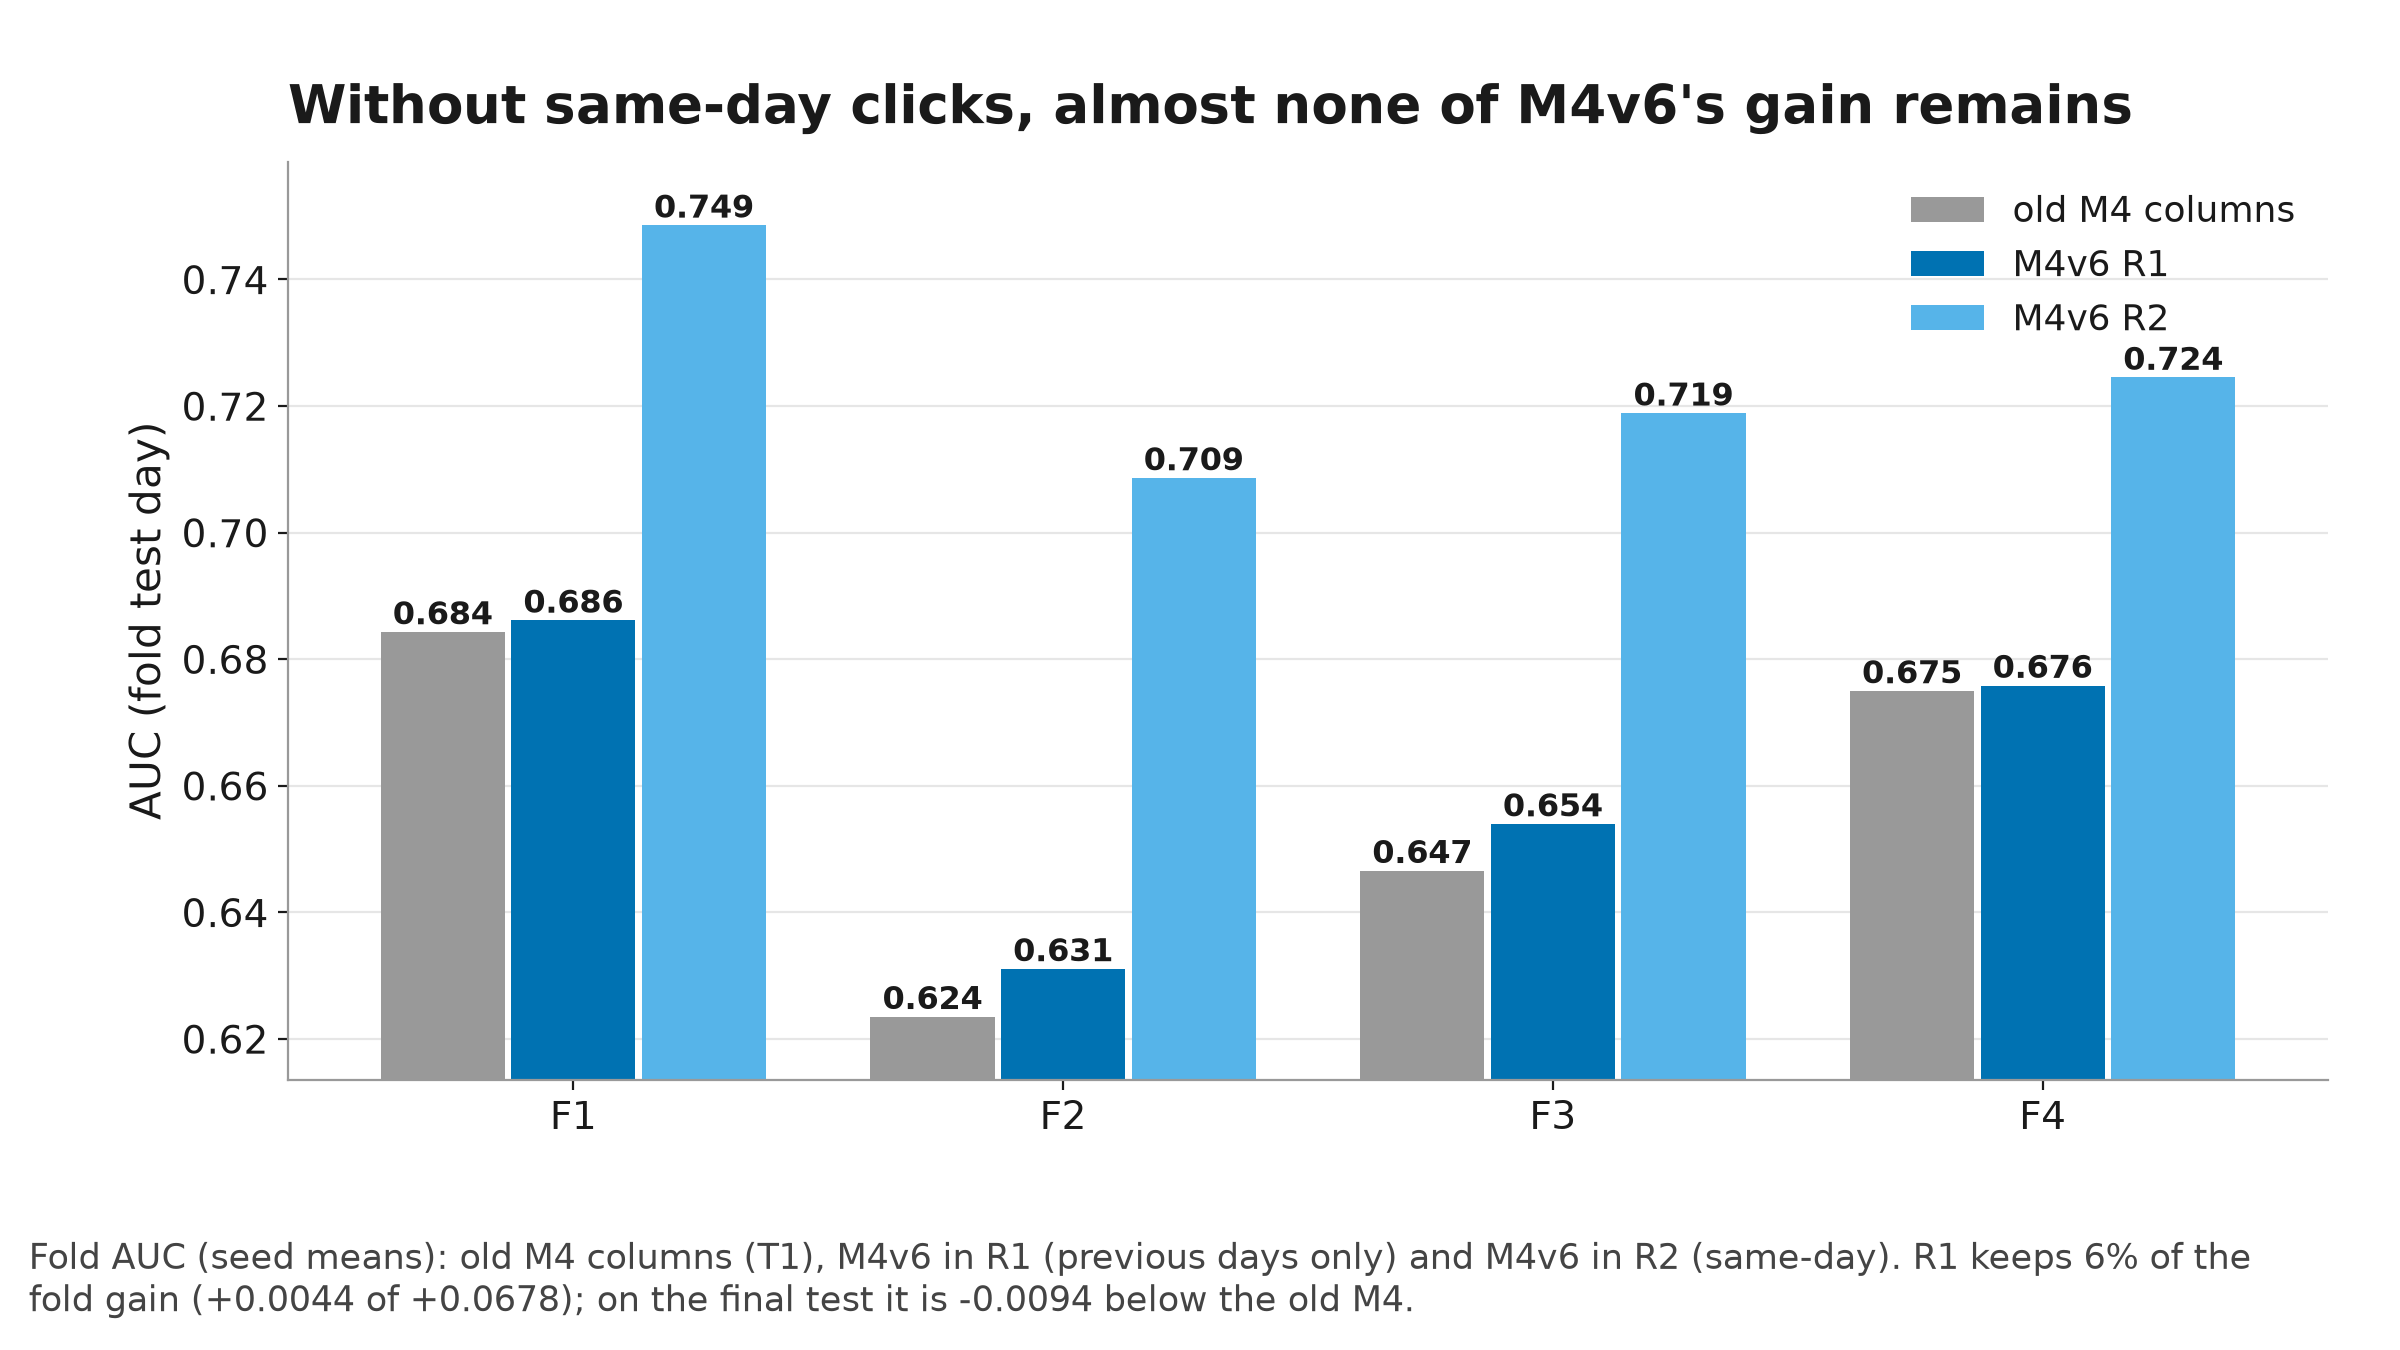 Without same-day clicks, almost none of M4v6's gain remains
old M4 columns
M4v6 R1
M4v6 R2
AUC (fold test day)
0.74
0.72
0.70
0.68
0.66
0.64
0.62
0.684
0.686
0.749
0.624
0.631
0.709
0.647
0.654
0.719
0.675
0.676
0.724
F1
F2
F3
F4
Fold AUC (seed means): old M4 columns (T1), M4v6 in R1 (previous days only) and M4v6 in R2 (same-day). R1 keeps 6% of the
fold gain (+0.0044 of +0.0678); on the final test it is -0.0094 below the old M4.